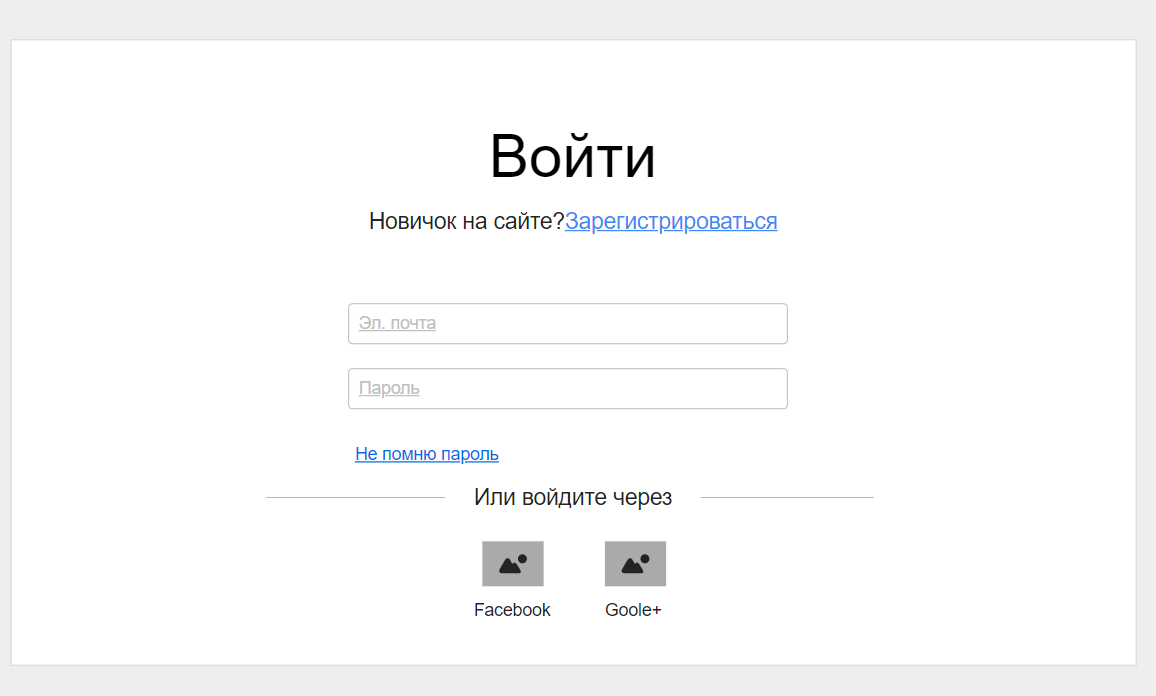 Войти
Новичок на сайте?Зарегистрироваться
Эл. почта
Пароль
Не помню пароль
Или войдите через
Facebook Goole+